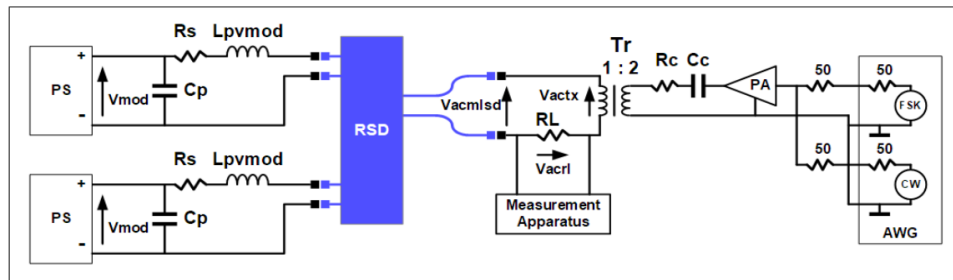 Rs Lpvmod
+
PS
Vmod
Cp
-
Rs Lpvmod
+
PS
Vmod
Cp
-
RSD
Vacmlsd
Vactx
RL
Vacrl
Measurement
Apparatus
Tr
1 : 2
Rc Cc
PA
50 50
FSK
50 50
CW
AWG